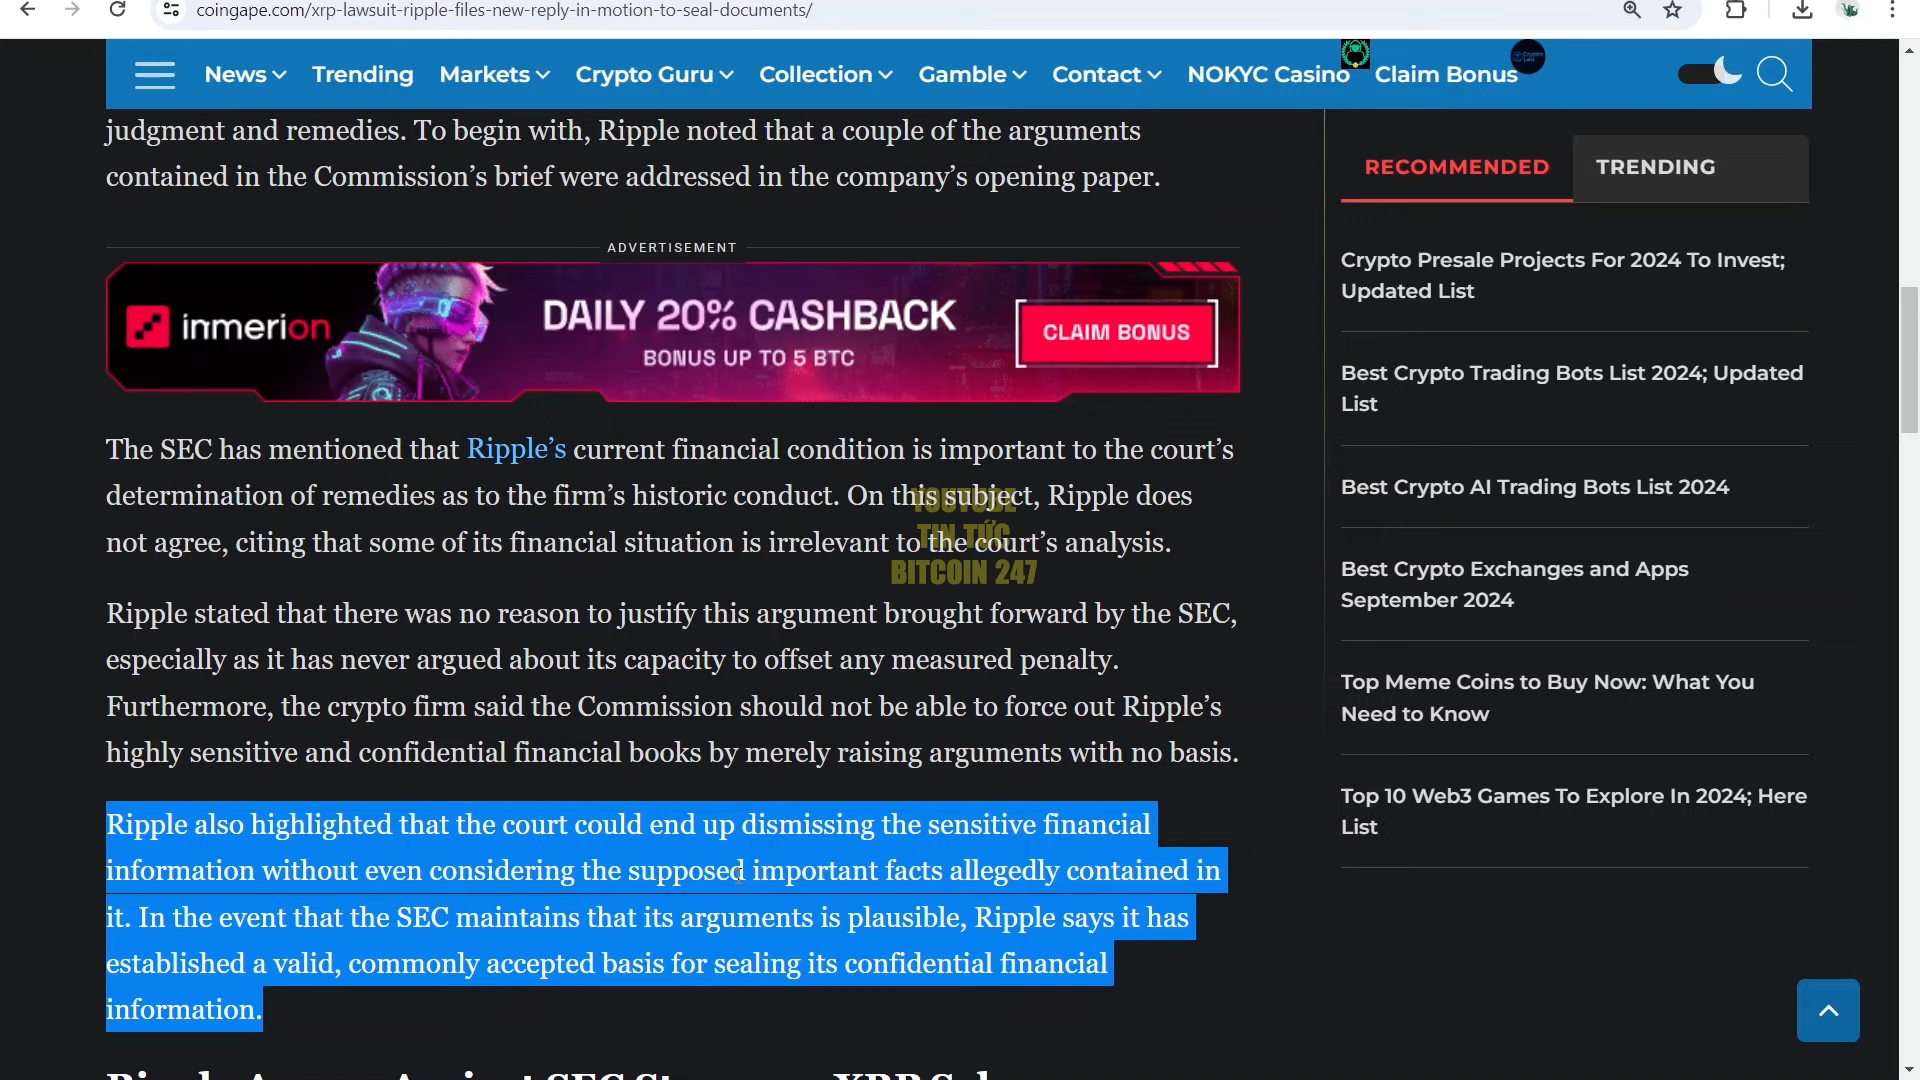 coingape.com/xrp-lawsuit-ripple-files-new-reply-in-motion-to-seal-documents/
News Trending Markets Crypto Guru Collection Gamble Contact NOKYC Casino Claim Bonus
judgment and remedies. To begin with, Ripple noted that a couple of the arguments
contained in the Commission’s brief were addressed in the company’s opening paper.
ADVERTISEMENT
inmerion
DAILY 20% CASHBACK
BONUS UP TO 5 BTC
CLAIM BONUS
The SEC has mentioned that Ripple’s current financial condition is important to the court’s
determination of remedies as to the firm’s historic conduct. On this subject, Ripple does
not agree, citing that some of its financial situation is irrelevant to the court’s analysis.
YOUTUBE
TIN TỨC
BITCOIN 247
Ripple stated that there was no reason to justify this argument brought forward by the SEC,
especially as it has never argued about its capacity to offset any measured penalty.
Furthermore, the crypto firm said the Commission should not be able to force out Ripple’s
highly sensitive and confidential financial books by merely raising arguments with no basis.
Ripple also highlighted that the court could end up dismissing the sensitive financial
information without even considering the supposed important facts allegedly contained in
it. In the event that the SEC maintains that its arguments is plausible, Ripple says it has
established a valid, commonly accepted basis for sealing its confidential financial
information.
RECOMMENDED
TRENDING
Crypto Presale Projects For 2024 To Invest;
Updated List
Best Crypto Trading Bots List 2024; Updated
List
Best Crypto AI Trading Bots List 2024
Best Crypto Exchanges and Apps
September 2024
Top Meme Coins to Buy Now: What You
Need to Know
Top 10 Web3 Games To Explore In 2024; Here
List